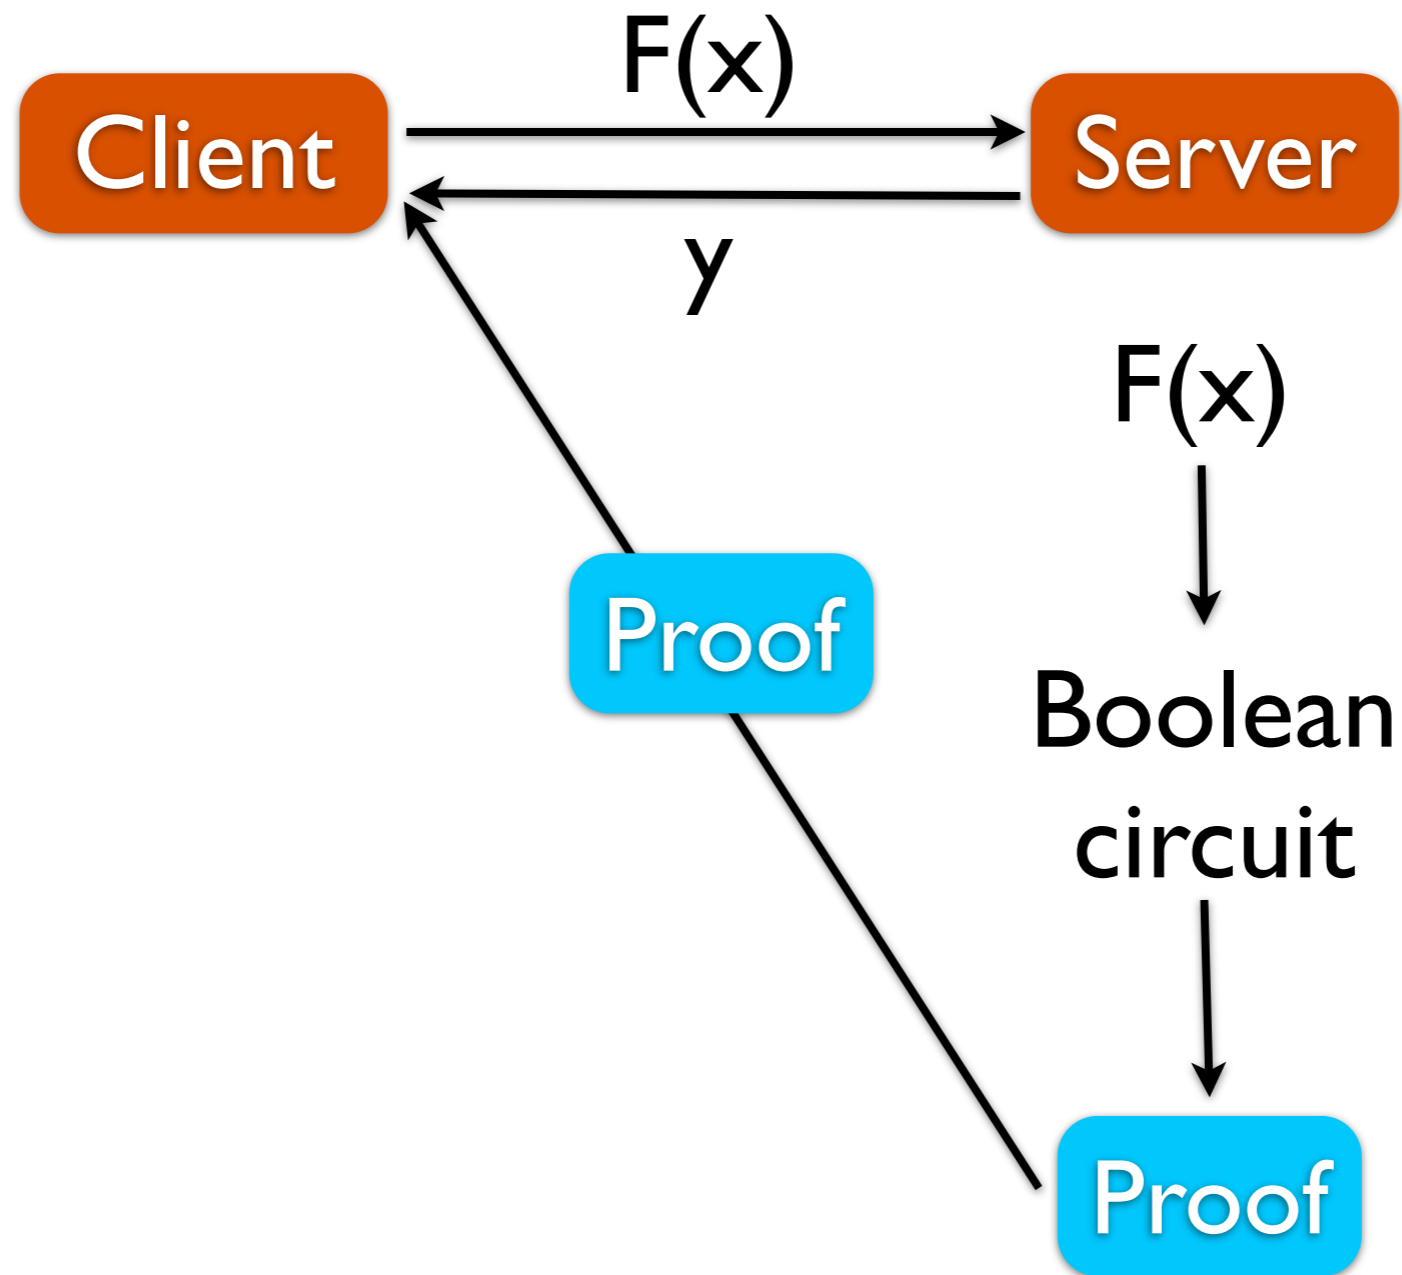 F(x)
Client
Server
y
F(x)
Proof
Boolean
circuit
Proof